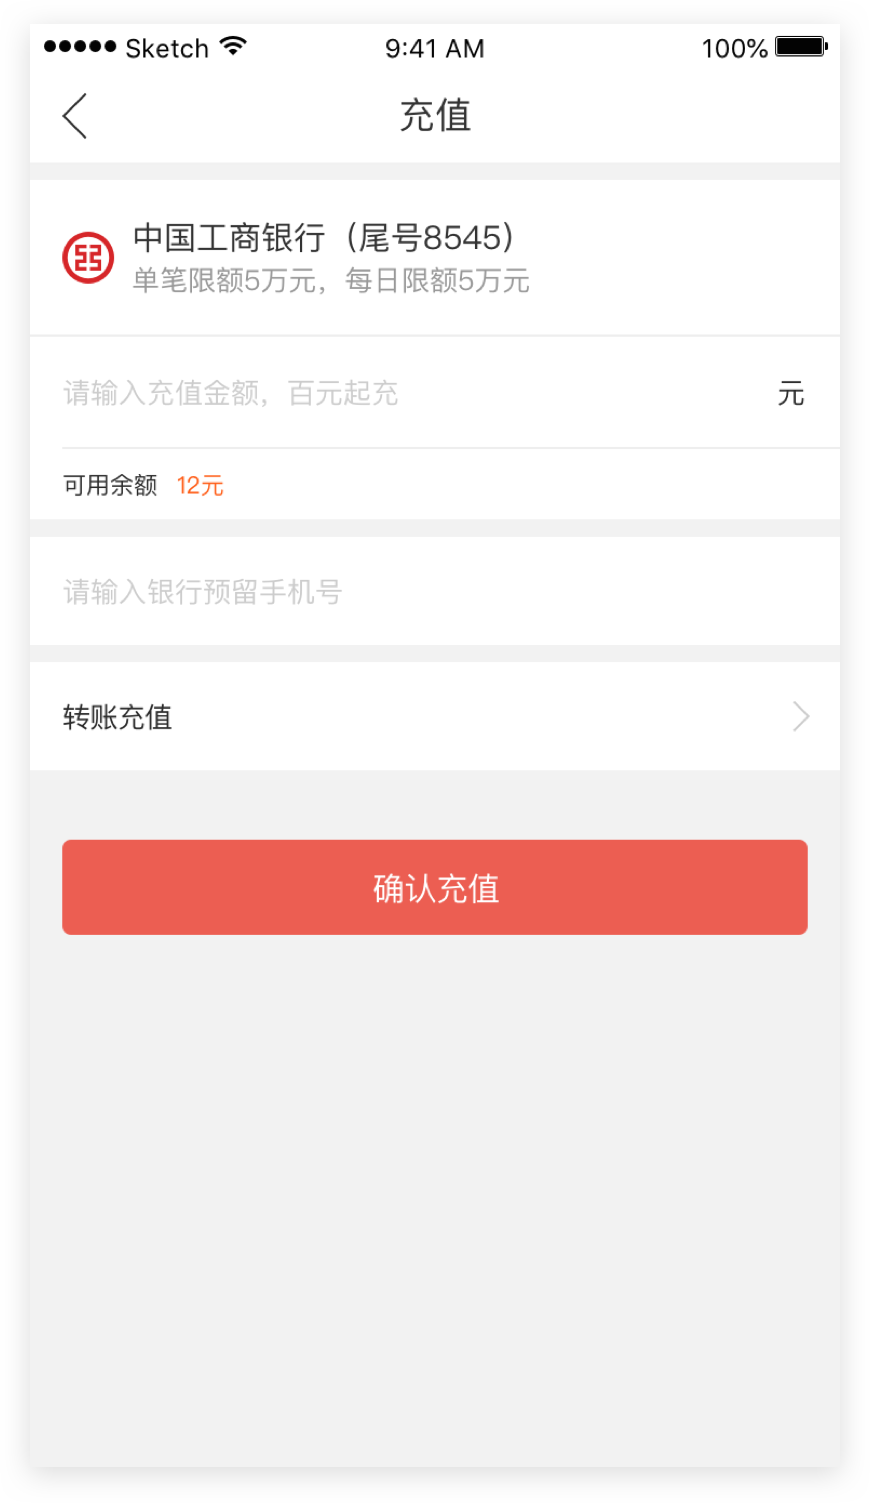 Sketch 9:41 AM 100%
充值
中国工商银行（尾号8545）
单笔限额5万元，每日限额5万元
请输入充值金额，百元起充 元
可用余额 12元
请输入银行预留手机号
转账充值
确认充值